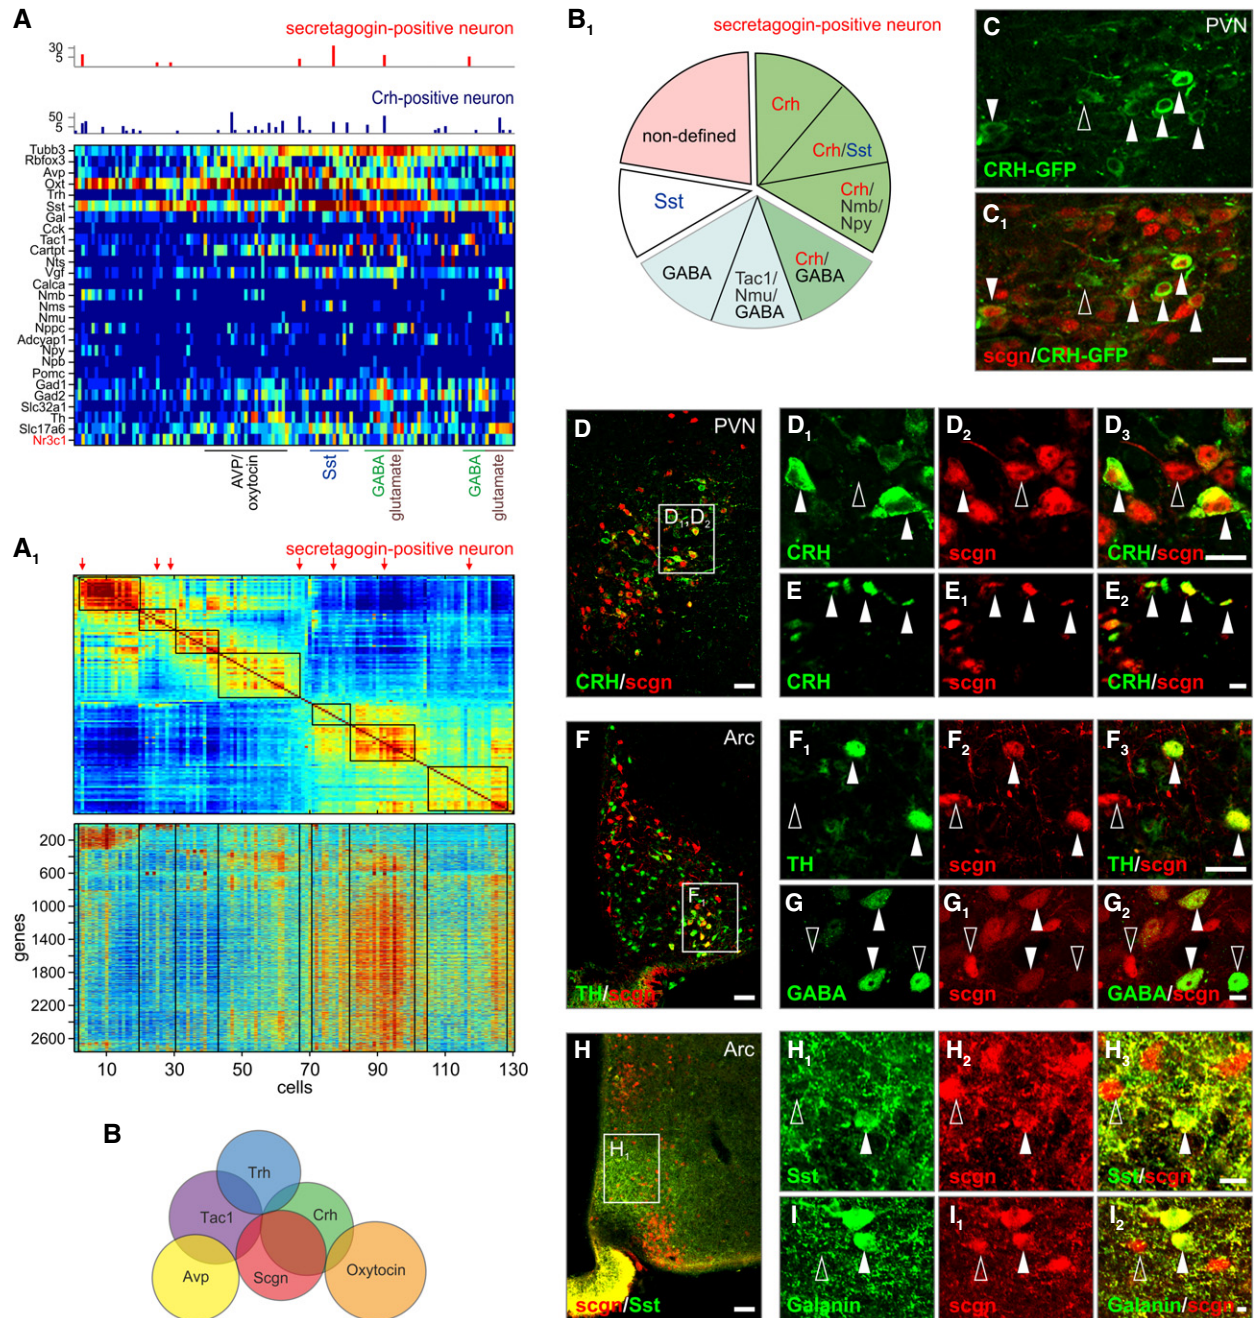 A
secretagogin-positive neuron
30
5
Crh-positive neuron
50
5
Tubb3
Rbfox3
Avp
Oxt
Trh
Sst
Gal
Cck
Tac1
Cartpt
Nts
Vgf
Calca
Nmb
Nms
Nmu
Nppc
Adcyap1
Npy
Npb
Pomc
Gad1
Gad2
Slc32a1
Th
Slc17a6
Nr3c1
AVP/
oxytocin
Sst
GABA
glutamate
GABA
glutamate
A1
secretagogin-positive neuron
200
600
1000
1400
1800
2200
2600
genes
10
30
50
70
90
110
130
cells
B
Trh
Tac1
Crh
Avp
Scgn
Oxytocin
B1
secretagogin-positive neuron
non-defined
Crh
Crh/Sst
Crh/
Nmb/
Npy
Sst
GABA
Tac1/
Nmu/
GABA
Crh/
GABA
C
PVN
CRH-GFP
C1
scgn/CRH-GFP
D
PVN
D1,D2
CRH/scgn
D1
CRH
D2
scgn
D3
CRH/scgn
E
CRH
E1
scgn
E2
CRH/scgn
F
Arc
F1
TH/scgn
F1
TH
F2
scgn
F3
TH/scgn
G
GABA
G1
scgn
G2
GABA/scgn
H
Arc
H1
scgn/Sst
H1
Sst
H2
scgn
H3
Sst/scgn
I
Galanin
I1
scgn
I2
Galanin/scgn